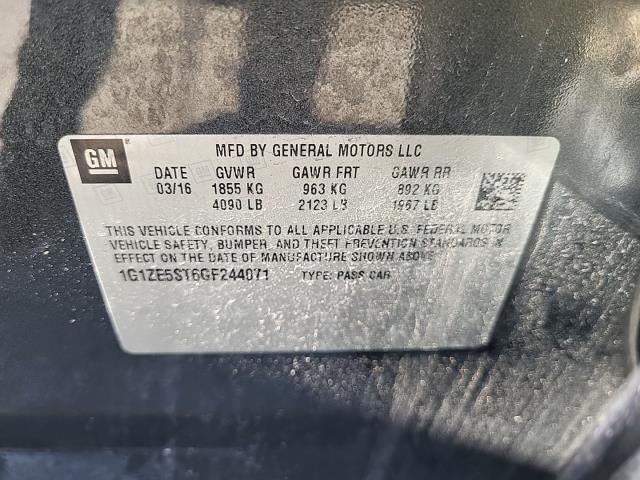 GM
MFD BY GENERAL MOTORS LLC
DATE GVWR GAWR FRT GAWR RR
03/16 1855 KG 963 KG 892 KG
4090 LB 2123 LB 1967 LB
THIS VEHICLE CONFORMS TO ALL APPLICABLE U.S. FEDERAL MOTOR
VEHICLE SAFETY, BUMPER, AND THEFT PREVENTION STANDARDS IN
EFFECT ON THE DATE OF MANUFACTURE SHOWN ABOVE
1G1ZE5ST6GF244071 TYPE: PASS CAR